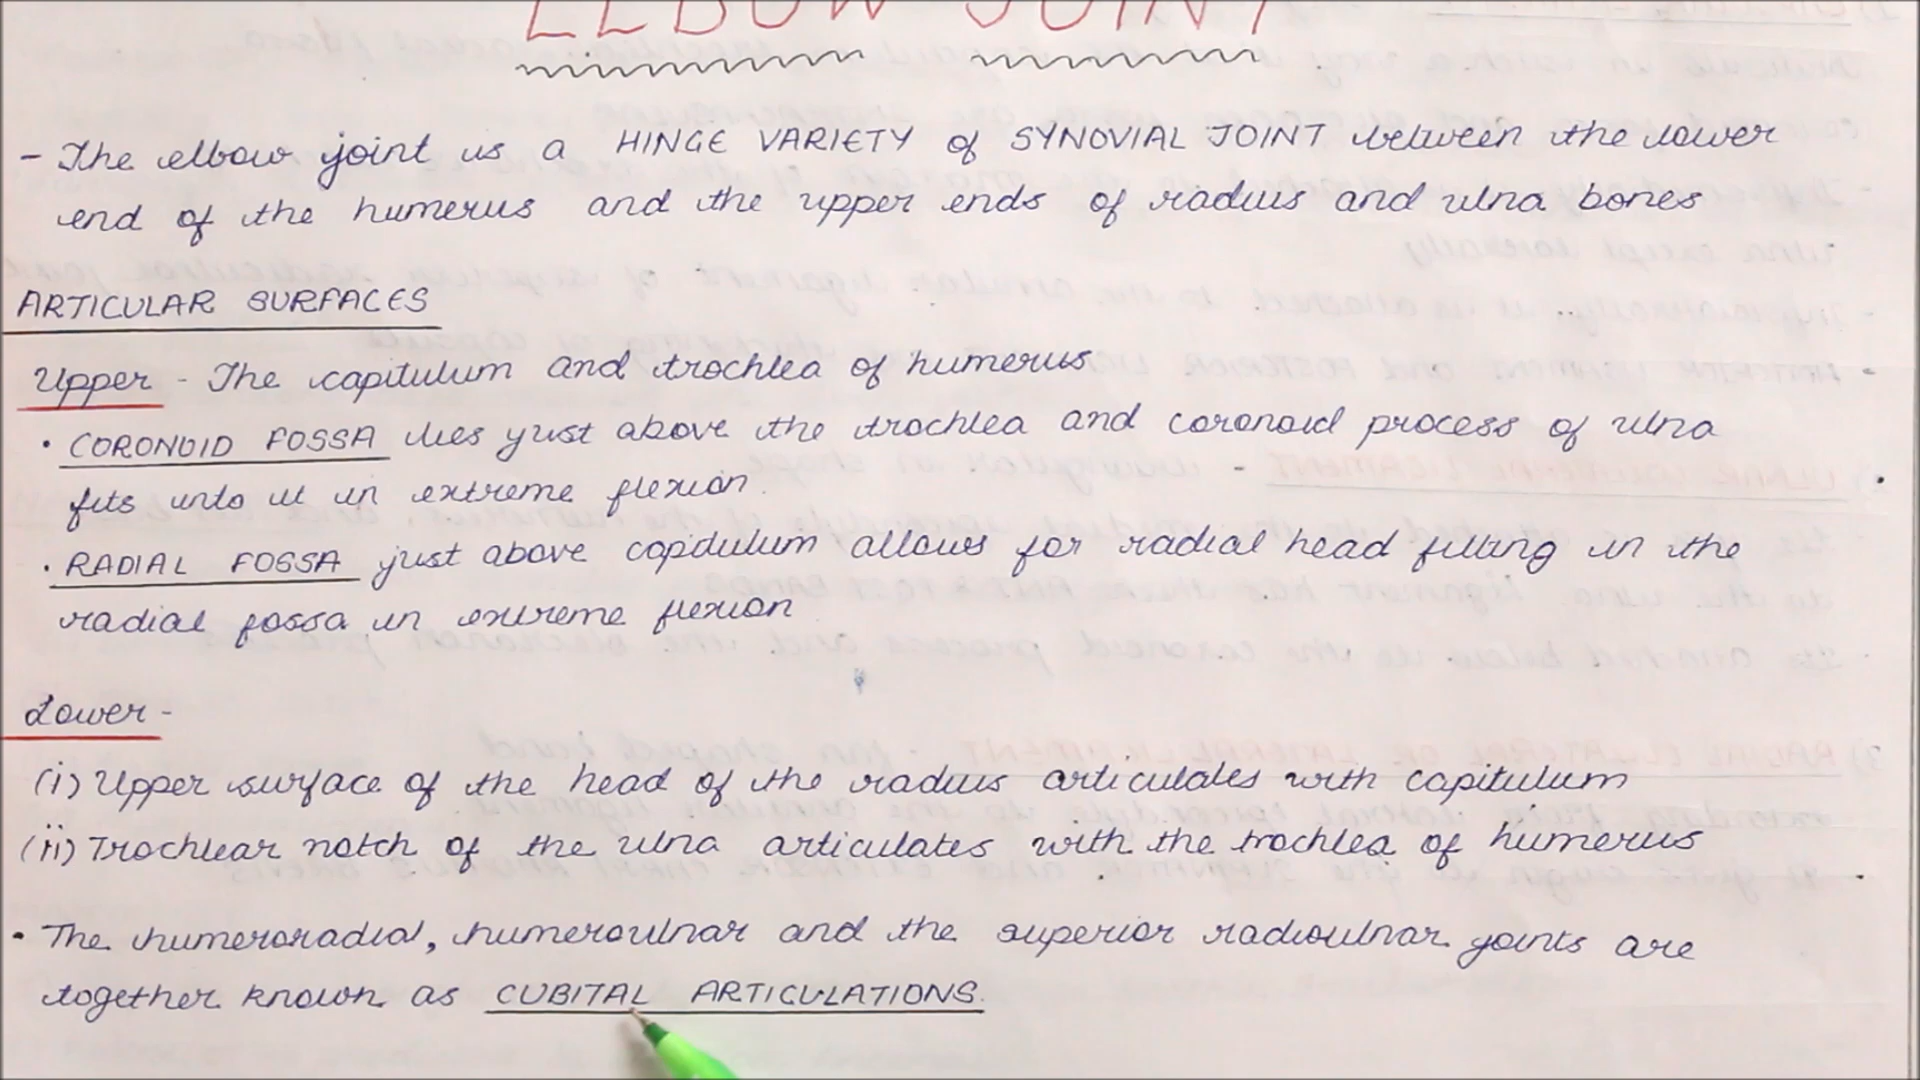 ELBOW JOINT
- The elbow joint is a HINGE VARIETY of SYNOVIAL JOINT between the lower
end of the humerus and the upper ends of radius and ulna bones
ARTICULAR SURFACES
Upper - The capitulum and trochlea of humerus
• CORONOID FOSSA lies just above the trochlea and coronoid process of ulna
fits into it in extreme flexion
• RADIAL FOSSA just above capitulum allows for radial head fitting in the
radial fossa in extreme flexion
Lower -
(i) Upper surface of the head of the radius articulates with capitulum
(ii) Trochlear notch of the ulna articulates with the trochlea of humerus
• The humeroradial, humeroulnar and the superior radioulnar joints are
together known as CUBITAL ARTICULATIONS.